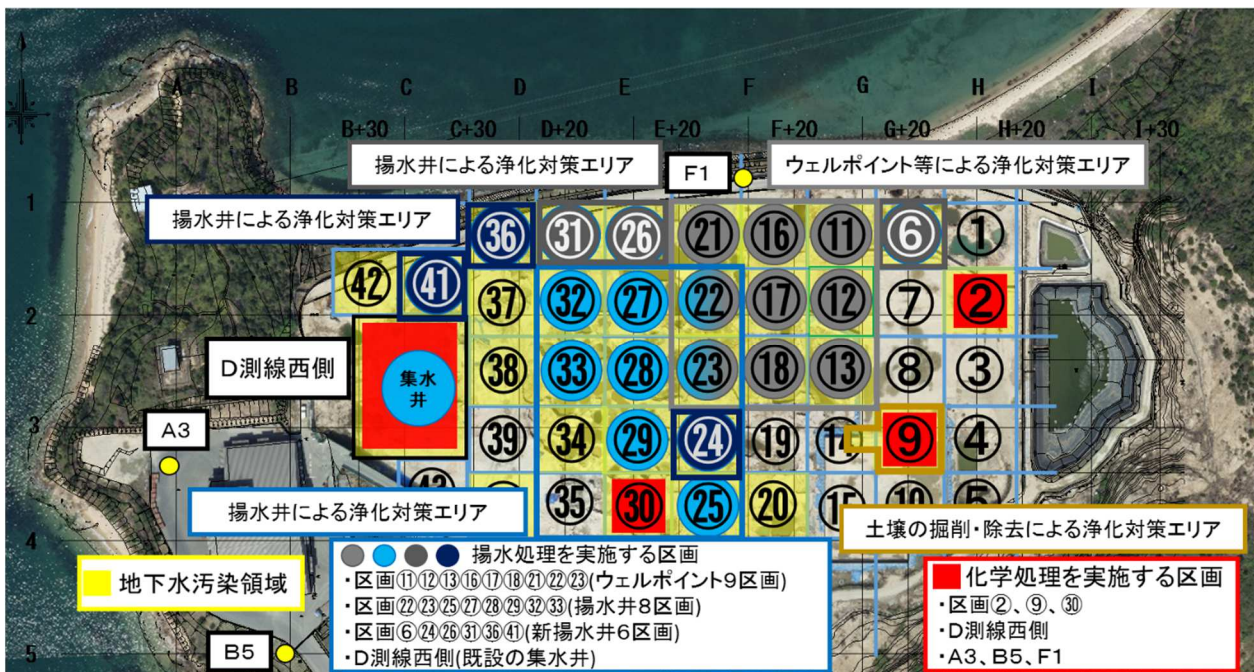 A B C D E F G H I
B+30 C+30 D+20 E+20 F+20 G+20 H+20 I+30
揚水井による浄化対策エリア
F1
ウェルポイント等による浄化対策エリア
1
揚水井による浄化対策エリア
㊱ ㉛ ㉖ ㉑ ⑯ ⑪ ⑥ ①
㊷ ㊶ ㊲ ㉜ ㉗ ㉒ ⑰ ⑫ ⑦ ②
2
D測線西側
集水
井
㊳ ㉝ ㉘ ㉓ ⑱ ⑬ ⑧ ③
3
A3
㊴ ㉞ ㉙ ㉔ ⑲ ⑭ ⑨ ④
㉟ ㉚ ㉕ ⑳ ⑮ ⑩ ⑤
揚水井による浄化対策エリア
土壌の掘削・除去による浄化対策エリア
4
地下水汚染領域
揚水処理を実施する区画
・区画⑪⑫⑬⑯⑰⑱㉑㉒㉓(ウェルポイント9区画)
・区画㉒㉓㉕㉗㉘㉙㉜㉝(揚水井8区画)
・区画⑥㉔㉖㉛㊱㊶(新揚水井6区画)
・D測線西側(既設の集水井)
化学処理を実施する区画
・区画②、⑨、㉚
・D測線西側
・A3、B5、F1
5
B5